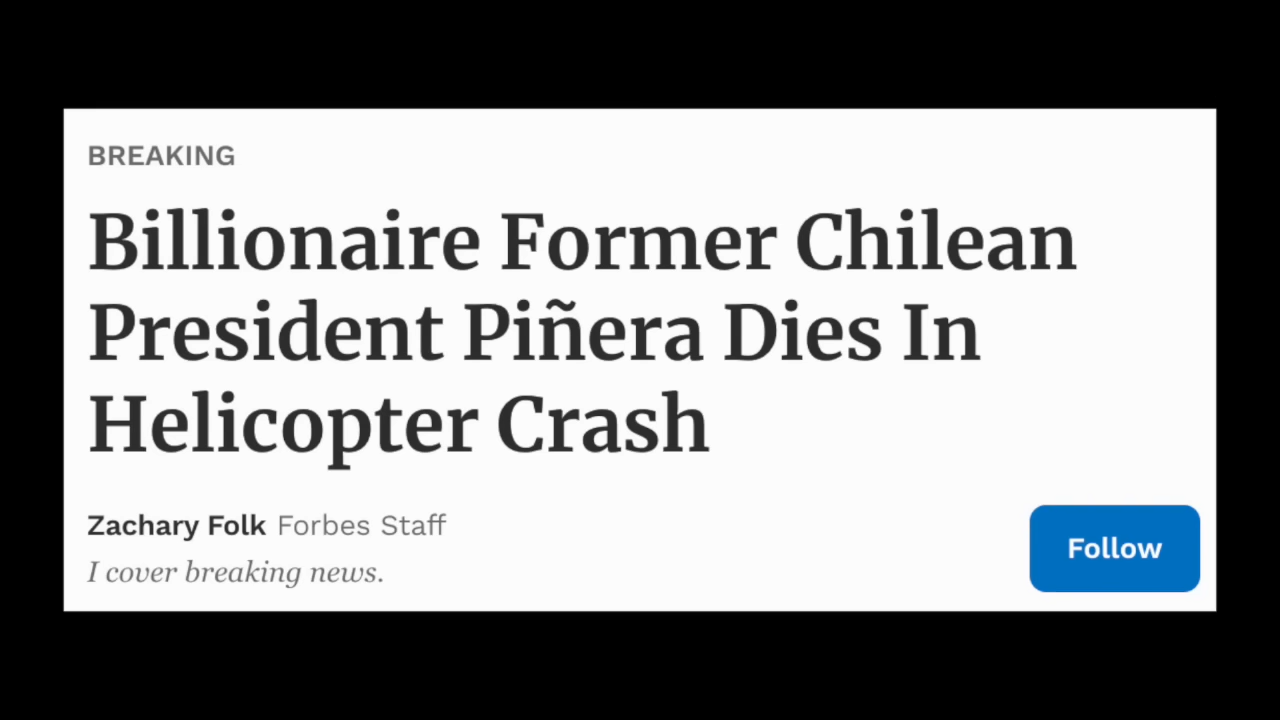 BREAKING
Billionaire Former Chilean
President Piñera Dies In
Helicopter Crash
Zachary Folk Forbes Staff
I cover breaking news.
Follow